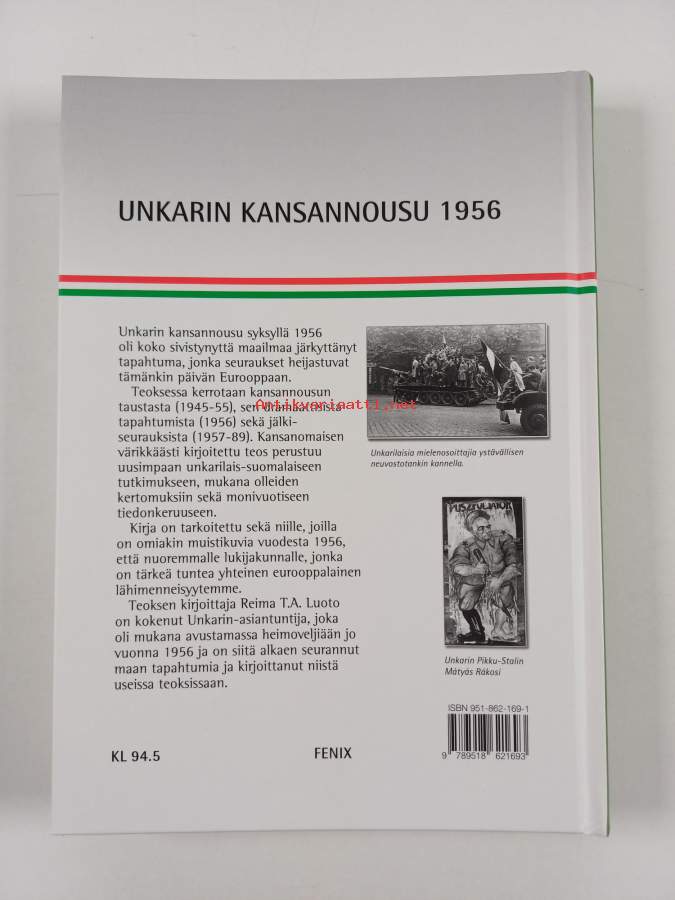 UNKARIN KANSANNOUSU 1956
Unkarin kansannousu syksyllä 1956
oli koko sivistynyttä maailmaa järkyttänyt
tapahtuma, jonka seuraukset heijastuvat
tämänkin päivän Eurooppaan.
Teoksessa kerrotaan kansannousun
taustasta (1945-55), sen dramaattisista
tapahtumista (1956) sekä jälki-
seurauksista (1957-89). Kansanomaisen
värikkäästi kirjoitettu teos perustuu
uusimpaan unkarilais-suomalaiseen
tutkimukseen, mukana olleiden
kertomuksiin sekä monivuotiseen
tiedonkeruuseen.
Kirja on tarkoitettu sekä niille, joilla
on omiakin muistikuvia vuodesta 1956,
että nuoremmalle lukijakunnalle, jonka
on tärkeä tuntea yhteinen eurooppalainen
lähimenneisyytemme.
Teoksen kirjoittaja Reima T.A. Luoto
on kokenut Unkarin-asiantuntija, joka
oli mukana avustamassa heimoveljiään jo
vuonna 1956 ja on siitä alkaen seurannut
maan tapahtumia ja kirjoittanut niistä
useissa teoksissaan.
Antikvariaatti.net
Unkarilaisia mielenosoittajia ystävällisen
neuvostotankin kannella.
PUSZTULJATOK
Unkarin Pikku-Stalin
Mátyás Rákosi
ISBN 951-862-169-1
9 789518 621693
KL 94.5
FENIX